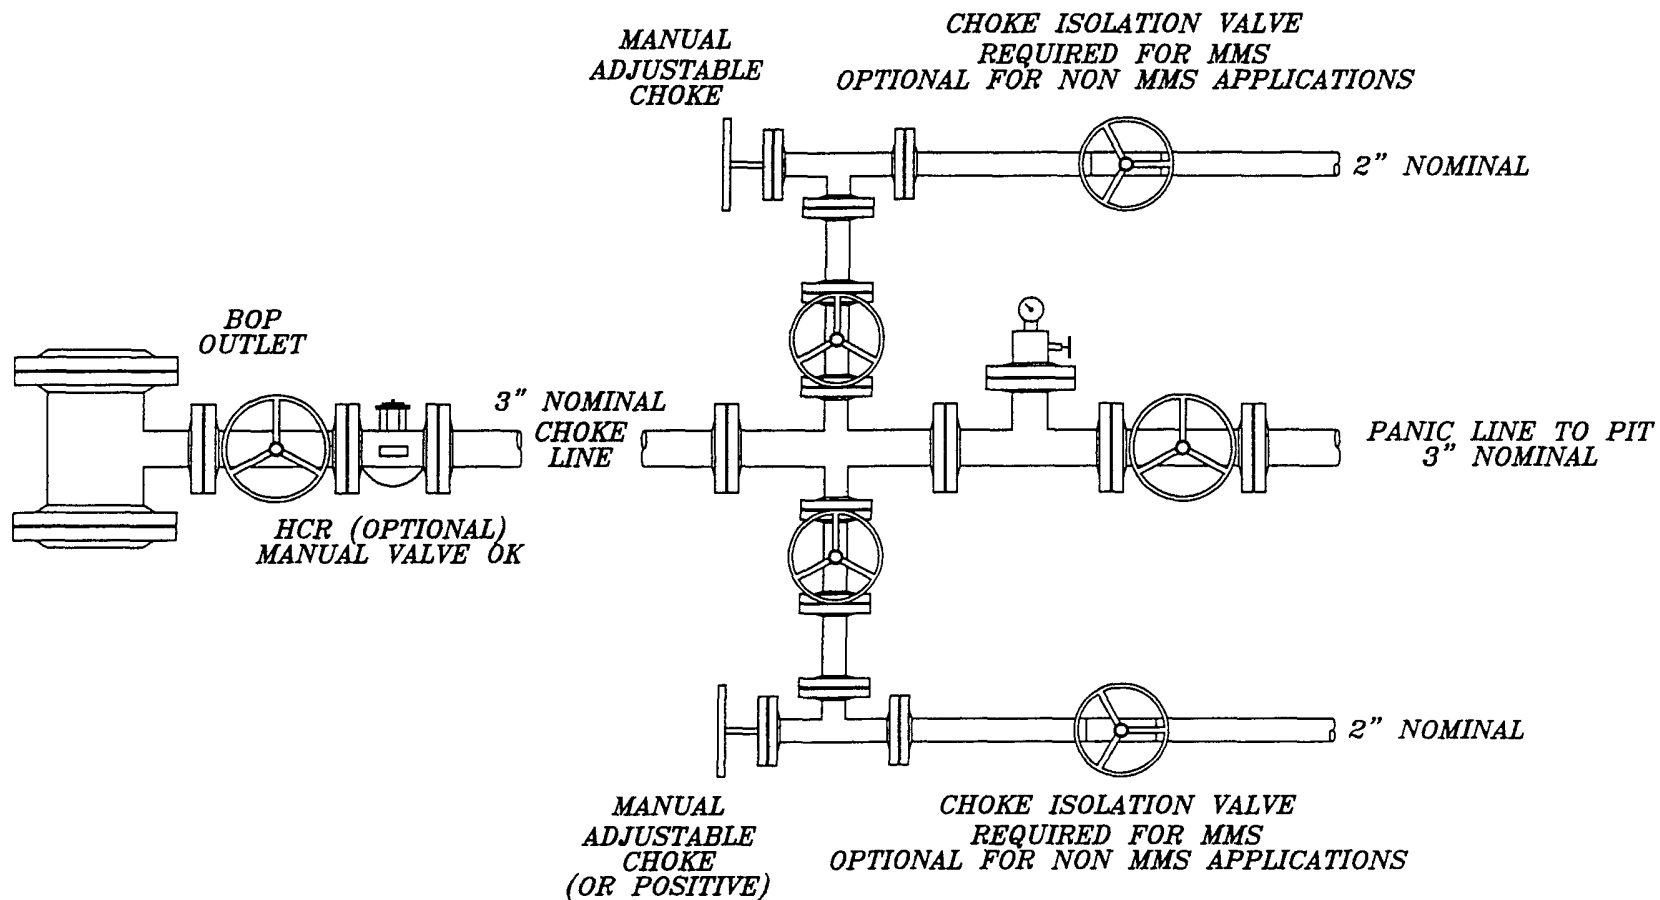 MANUAL
ADJUSTABLE
CHOKE
CHOKE ISOLATION VALVE
REQUIRED FOR MMS
OPTIONAL FOR NON MMS APPLICATIONS
2" NOMINAL
BOP
OUTLET
3" NOMINAL
CHOKE
LINE
PANIC LINE TO PIT
3" NOMINAL
HCR (OPTIONAL)
MANUAL VALVE OK
2" NOMINAL
MANUAL
ADJUSTABLE
CHOKE
(OR POSITIVE)
CHOKE ISOLATION VALVE
REQUIRED FOR MMS
OPTIONAL FOR NON MMS APPLICATIONS